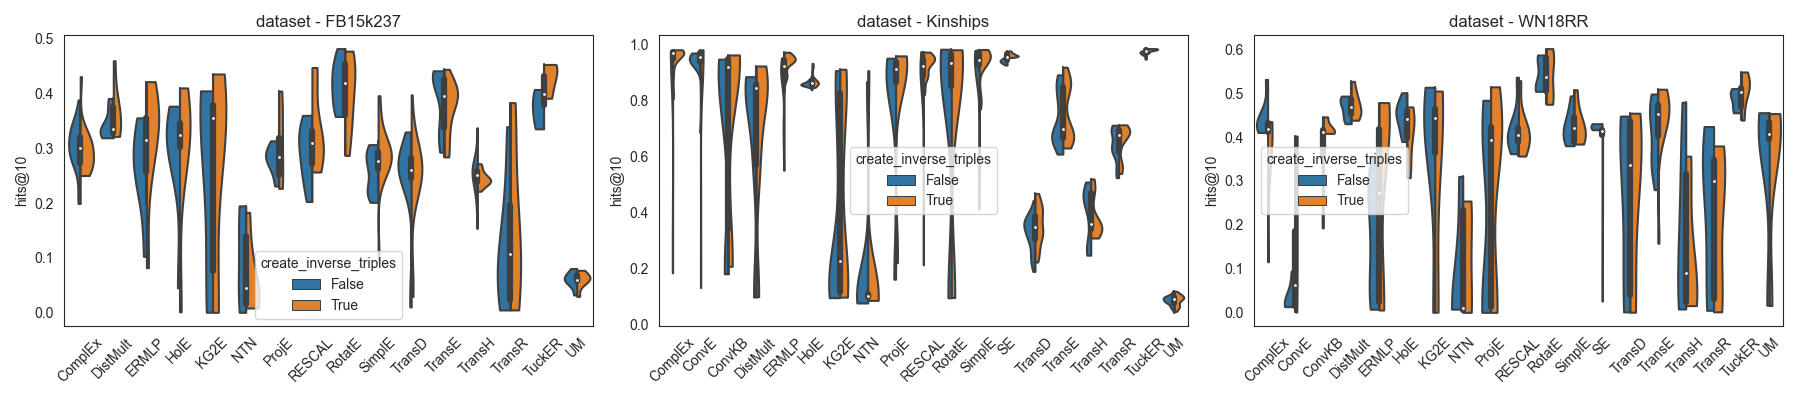 dataset - FB15k237
hits@10
0.5
0.4
0.3
0.2
0.1
0.0
create_inverse_triples
False
True
ComplEx
DistMult
ERMLP
HolE
KG2E
NTN
ProjE
RESCAL
RotatE
SimplE
TransD
TransE
TransH
TransR
TuckER
UM
dataset - Kinships
hits@10
1.0
0.8
0.6
0.4
0.2
0.0
create_inverse_triples
False
True
ComplEx
ConvE
ConvKB
DistMult
ERMLP
HolE
KG2E
NTN
ProjE
RESCAL
RotatE
SimplE
SE
TransD
TransE
TransH
TransR
TuckER
UM
dataset - WN18RR
hits@10
0.6
0.5
0.4
0.3
0.2
0.1
0.0
create_inverse_triples
False
True
ComplEx
ConvE
ConvKB
DistMult
ERMLP
HolE
KG2E
NTN
ProjE
RESCAL
RotatE
SimplE
SE
TransD
TransE
TransH
TransR
TuckER
UM